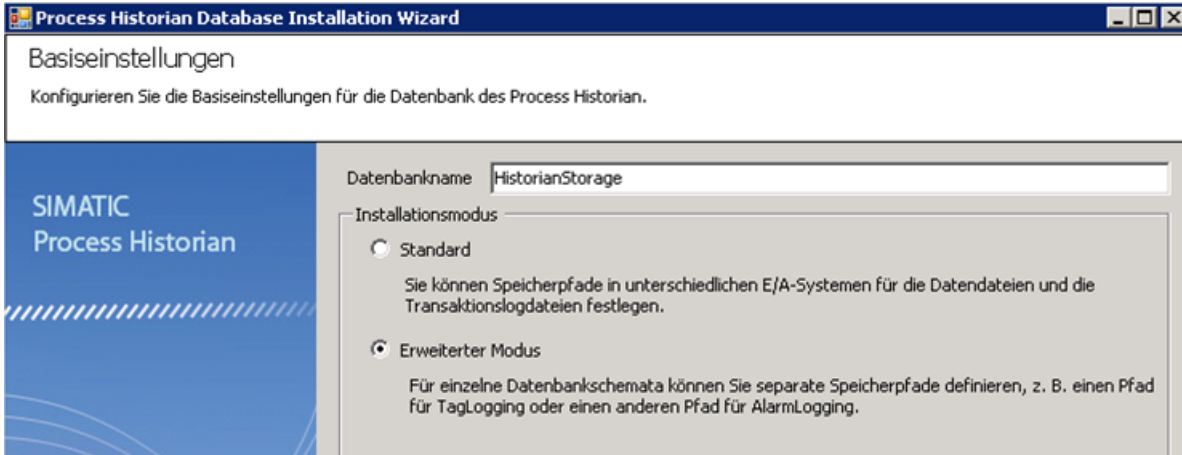 Process Historian Database Installation Wizard
Basiseinstellungen
Konfigurieren Sie die Basiseinstellungen für die Datenbank des Process Historian.
SIMATIC
Process Historian
Datenbankname HistorianStorage
Installationsmodus
Standard
Sie können Speicherpfade in unterschiedlichen E/A-Systemen für die Datendateien und die
Transaktionslogdateien festlegen.
Erweiterter Modus
Für einzelne Datenbankschemata können Sie separate Speicherpfade definieren, z. B. einen Pfad
für TagLogging oder einen anderen Pfad für AlarmLogging.